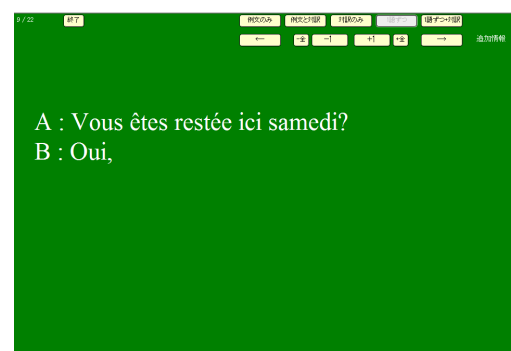 9 / 22 終了 例文のみ 例文と対訳 対訳のみ 1語ずつ+対訳
← -全 -1 +1 +全 → 追加情報
A : Vous êtes restée ici samedi?
B : Oui,